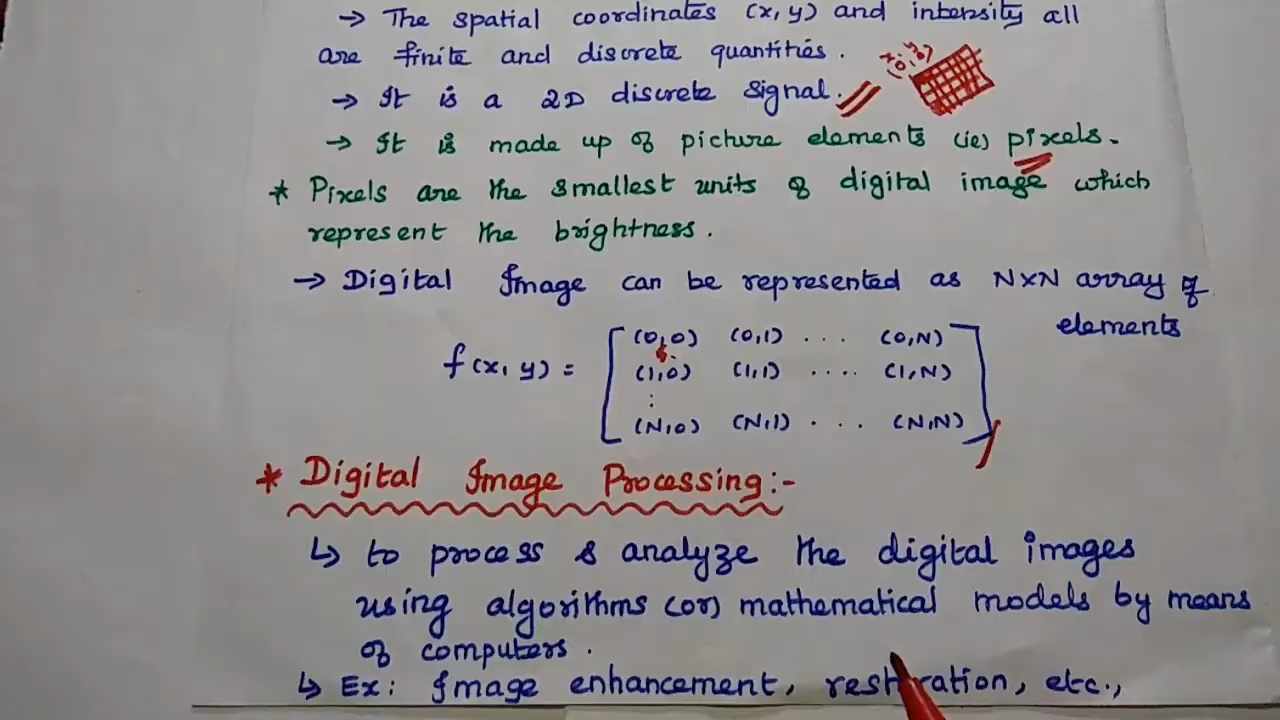 → The spatial coordinates (x, y) and intensity all
are finite and discrete quantities.
→ It is a 2D discrete signal.
x, y
(0,0)
→ It is made up of picture elements (ie) pixels.
* Pixels are the smallest units of digital image which
represent the brightness.
→ Digital Image can be represented as N×N array of
elements
f(x, y) = [ (0,0) (0,1) ... (0,N)
(1,0) (1,1) .... (1,N)
⋮
(N,0) (N,1) ... (N,N) ]
* Digital Image Processing:-
↳ to process & analyze the digital images
using algorithms (or) mathematical models by means
of computers.
↳ Ex: Image enhancement, restoration, etc.,